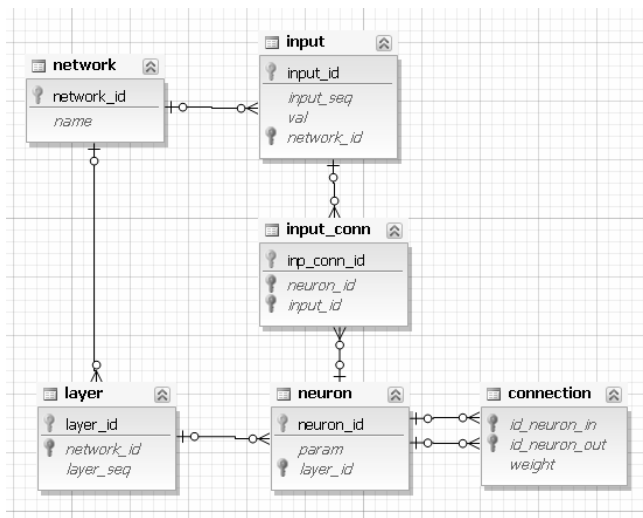 network
network_id
name
input
input_id
input_seq
val
network_id
input_conn
inp_conn_id
neuron_id
input_id
layer
layer_id
network_id
layer_seq
neuron
neuron_id
param
layer_id
connection
id_neuron_in
id_neuron_out
weight